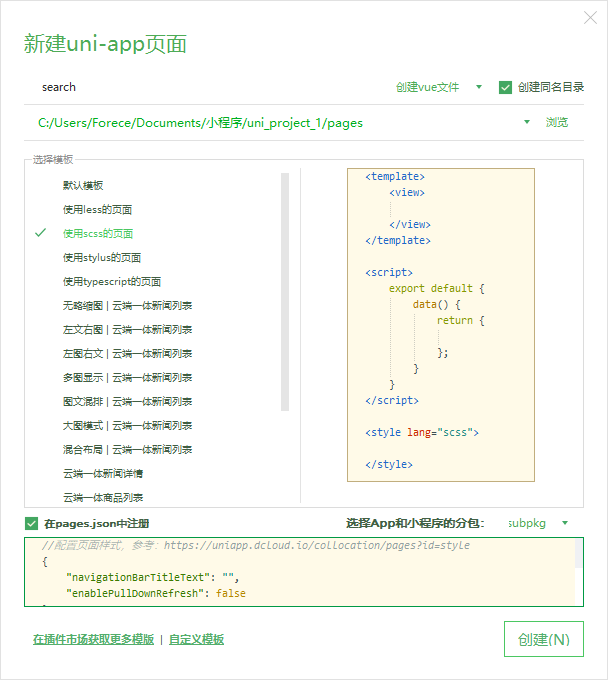 新建uni-app页面
search 创建vue文件 创建同名目录
C:/Users/Forece/Documents/小程序/uni_project_1/pages 浏览
选择模板
默认模板
使用less的页面
使用scss的页面
使用stylus的页面
使用typescript的页面
无略缩图 | 云端一体新闻列表
左文右图 | 云端一体新闻列表
左图右文 | 云端一体新闻列表
多图显示 | 云端一体新闻列表
图文混排 | 云端一体新闻列表
大图模式 | 云端一体新闻列表
混合布局 | 云端一体新闻列表
云端一体新闻详情
云端一体商品列表
<template>
<view>
</view>
</template>
<script>
export default {
data() {
return {
};
}
}
</script>
<style lang="scss">
</style>
在pages.json中注册 选择App和小程序的分包: subpkg
//配置页面样式, 参考: https://uniapp.dcloud.io/collocation/pages?id=style
{
"navigationBarTitleText": "",
"enablePullDownRefresh": false
在插件市场获取更多模版 | 自定义模板
创建(N)